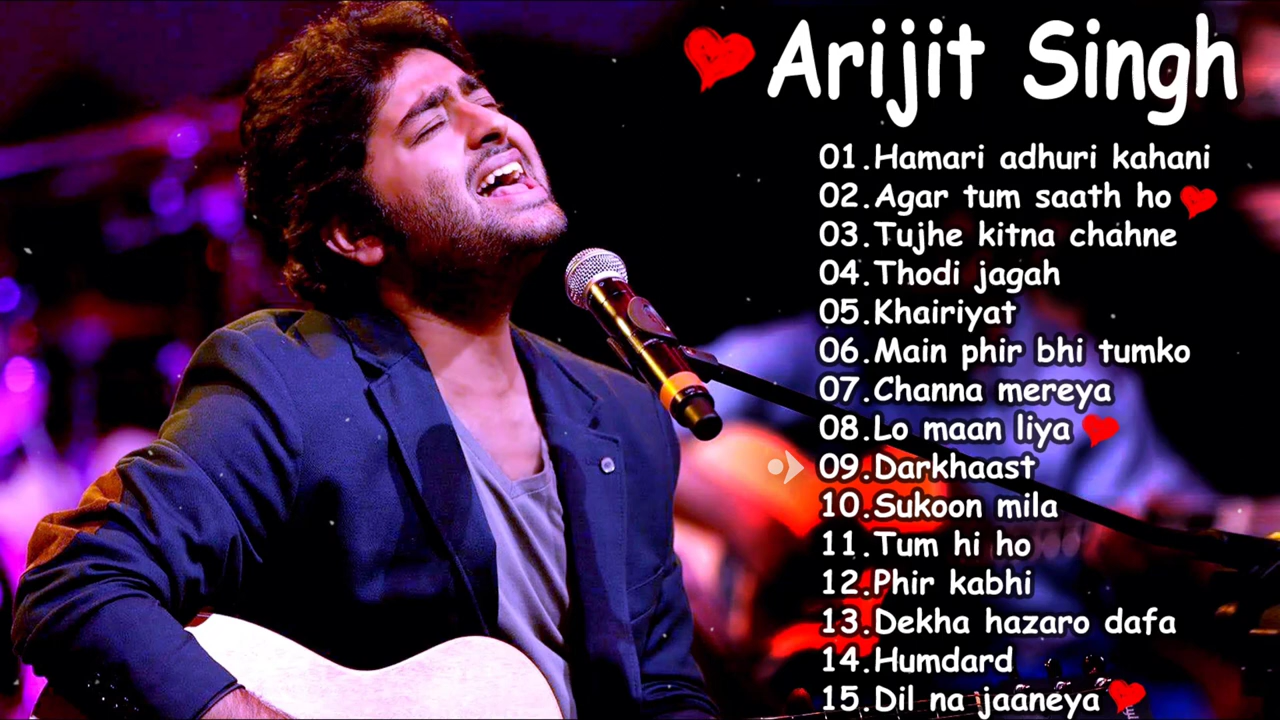 Arijit Singh
01.Hamari adhuri kahani
02.Agar tum saath ho
03.Tujhe kitna chahne
04.Thodi jagah
05.Khairiyat
06.Main phir bhi tumko
07.Channa mereya
08.Lo maan liya
09.Darkhaast
10.Sukoon mila
11.Tum hi ho
12.Phir kabhi
13.Dekha hazaro dafa
14.Humdard
15.Dil na jaaneya